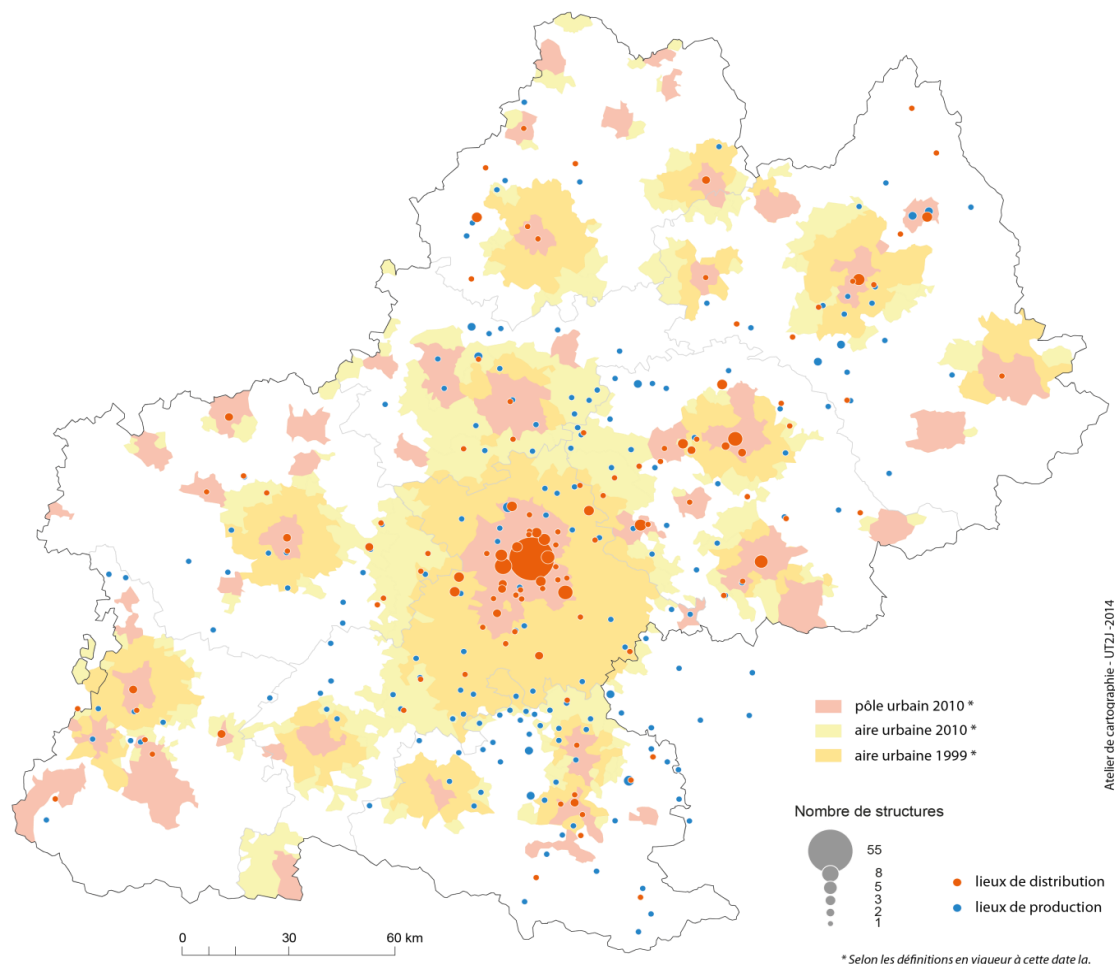 pôle urbain 2010 *
aire urbaine 2010 *
aire urbaine 1999 *
Nombre de structures
55
8
5
3
2
1
lieux de distribution
lieux de production
0 30 60 km
* Selon les définitions en vigueur à cette date la.
Atelier de cartographie - UT2J -2014